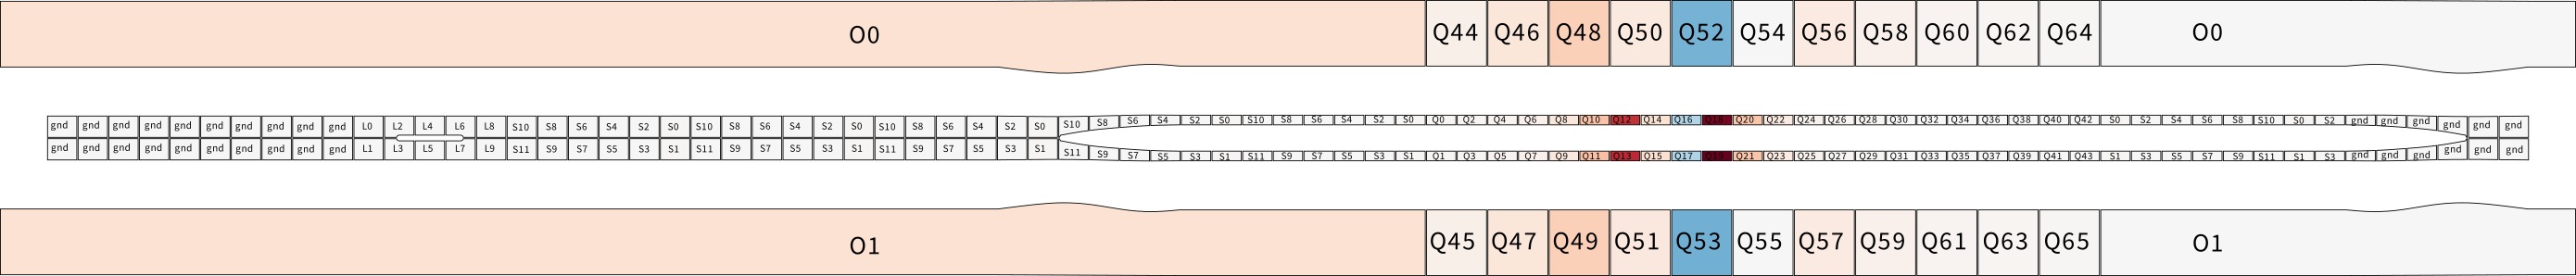 O0 Q44 Q46 Q48 Q50 Q52 Q54 Q56 Q58 Q60 Q62 Q64 O0
gnd gnd gnd gnd gnd gnd gnd gnd gnd gnd L0 L2 L4 L6 L8 S10 S8 S6 S4 S2 S0 S10 S8 S6 S4 S2 S0 S10 S8 S6 S4 S2 S0 S10 S8 S6 S4 S2 S0 S10 S8 S6 S4 S2 S0 Q0 Q2 Q4 Q6 Q8 Q10 Q12 Q14 Q16 Q18 Q20 Q22 Q24 Q26 Q28 Q30 Q32 Q34 Q36 Q38 Q40 Q42 S0 S2 S4 S6 S8 S10 S0 S2 gnd gnd gnd gnd gnd gnd
gnd gnd gnd gnd gnd gnd gnd gnd gnd gnd L1 L3 L5 L7 L9 S11 S9 S7 S5 S3 S1 S11 S9 S7 S5 S3 S1 S11 S9 S7 S5 S3 S1 S11 S9 S7 S5 S3 S1 S11 S9 S7 S5 S3 S1 Q1 Q3 Q5 Q7 Q9 Q11 Q13 Q15 Q17 Q19 Q21 Q23 Q25 Q27 Q29 Q31 Q33 Q35 Q37 Q39 Q41 Q43 S1 S3 S5 S7 S9 S11 S1 S3 gnd gnd gnd gnd gnd gnd
O1 Q45 Q47 Q49 Q51 Q53 Q55 Q57 Q59 Q61 Q63 Q65 O1